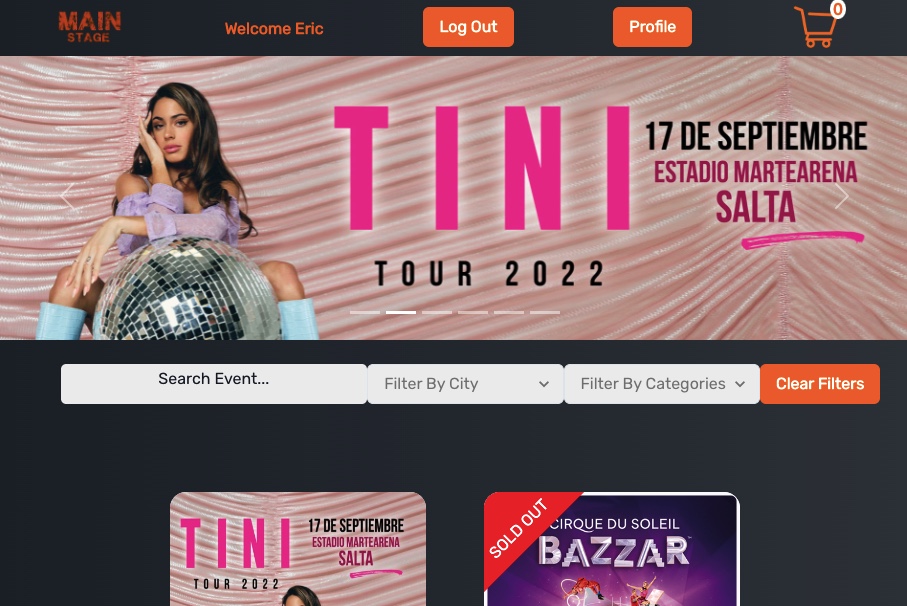 MAIN
STAGE
Welcome Eric
Log Out
Profile
0
TINI
TOUR 2022
17 DE SEPTIEMBRE
ESTADIO MARTEARENA
SALTA
Search Event...
Filter By City
Filter By Categories
Clear Filters
TINI
TOUR 2022
17 DE SEPTIEMBRE
ESTADIO MARTEARENA
SALTA
SOLD OUT
CIRQUE DU SOLEIL
BAZZAR